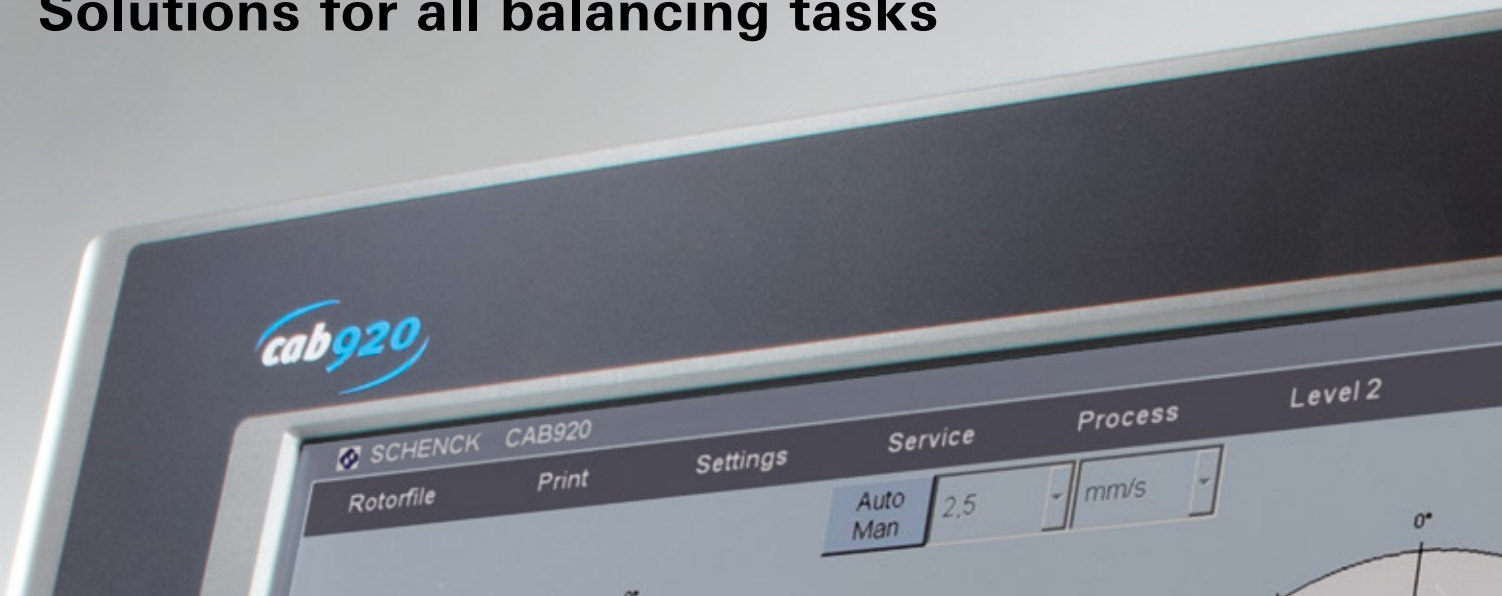 Solutions for all balancing tasks
cab920
SCHENCK CAB920
Rotorfile Print Settings Service Process Level 2
Auto Man 2,5 mm/s
0°